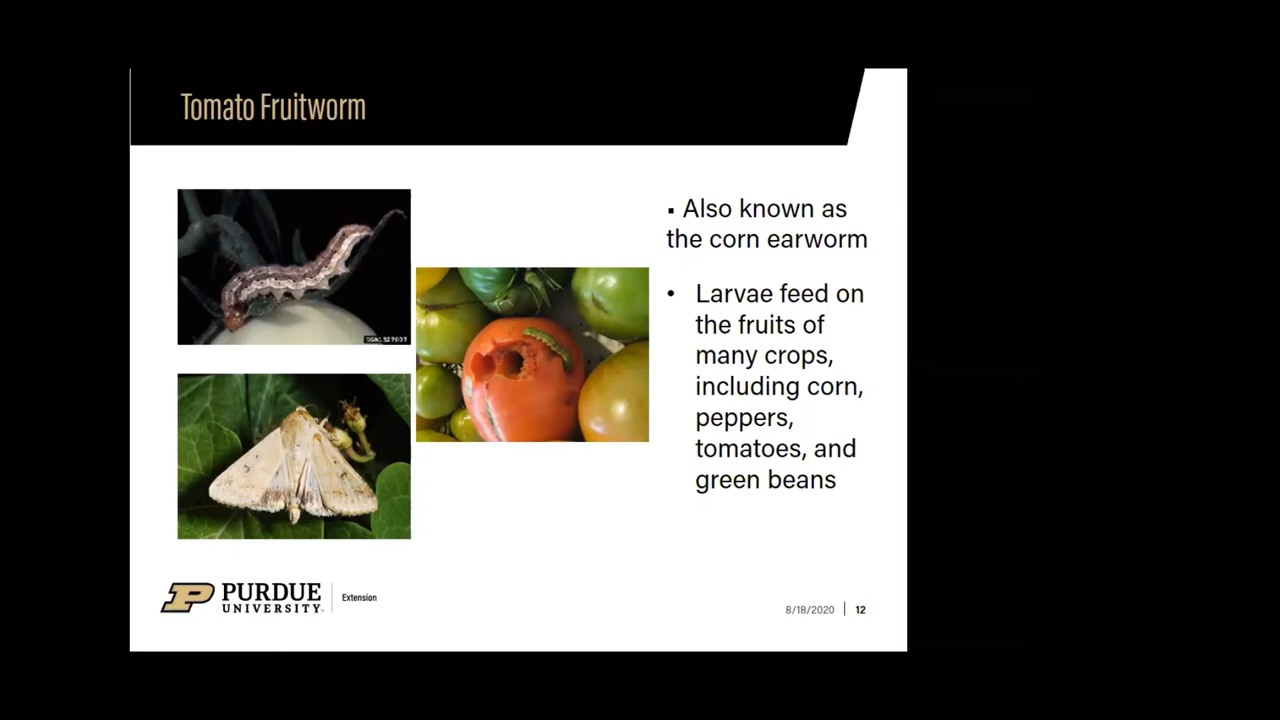 Tomato Fruitworm
▪ Also known as
the corn earworm
• Larvae feed on
the fruits of
many crops,
including corn,
peppers,
tomatoes, and
green beans
PURDUE
UNIVERSITY®
Extension
8/18/2020 | 12